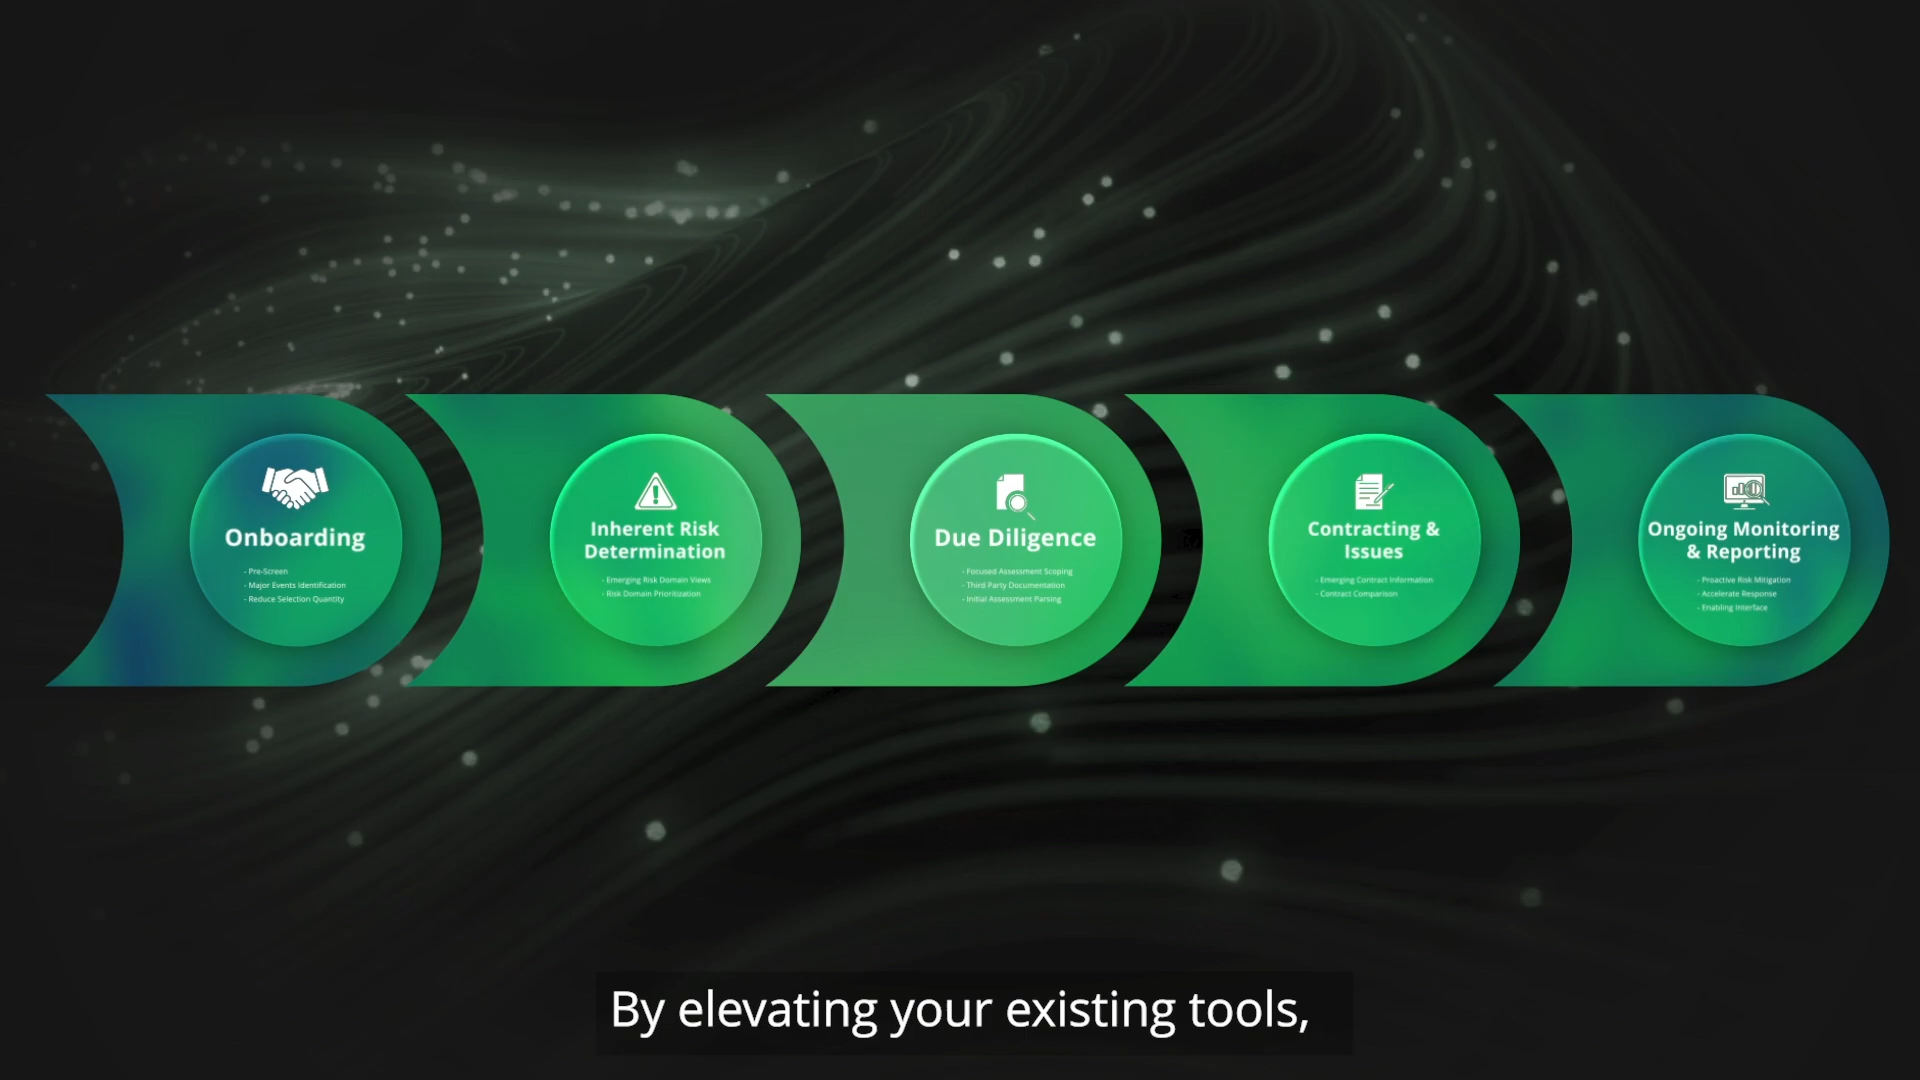 Onboarding
- Pre-Screen
- Major Events Identification
- Reduce Selection Quantity
Inherent Risk
Determination
- Emerging Risk Domain Views
- Risk Domain Prioritization
Due Diligence
- Focused Assessment Scoping
- Third Party Documentation
- Initial Assessment Parsing
Contracting &
Issues
- Emerging Contract Information
- Contract Comparison
Ongoing Monitoring
& Reporting
- Proactive Risk Mitigation
- Accelerate Response
- Enabling Interface
By elevating your existing tools,